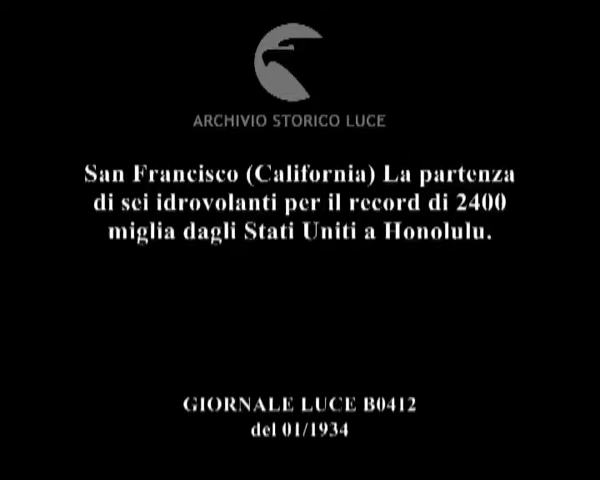 ARCHIVIO STORICO LUCE
San Francisco (California) La partenza
di sei idrovolanti per il record di 2400
miglia dagli Stati Uniti a Honolulu.
GIORNALE LUCE B0412
del 01/1934